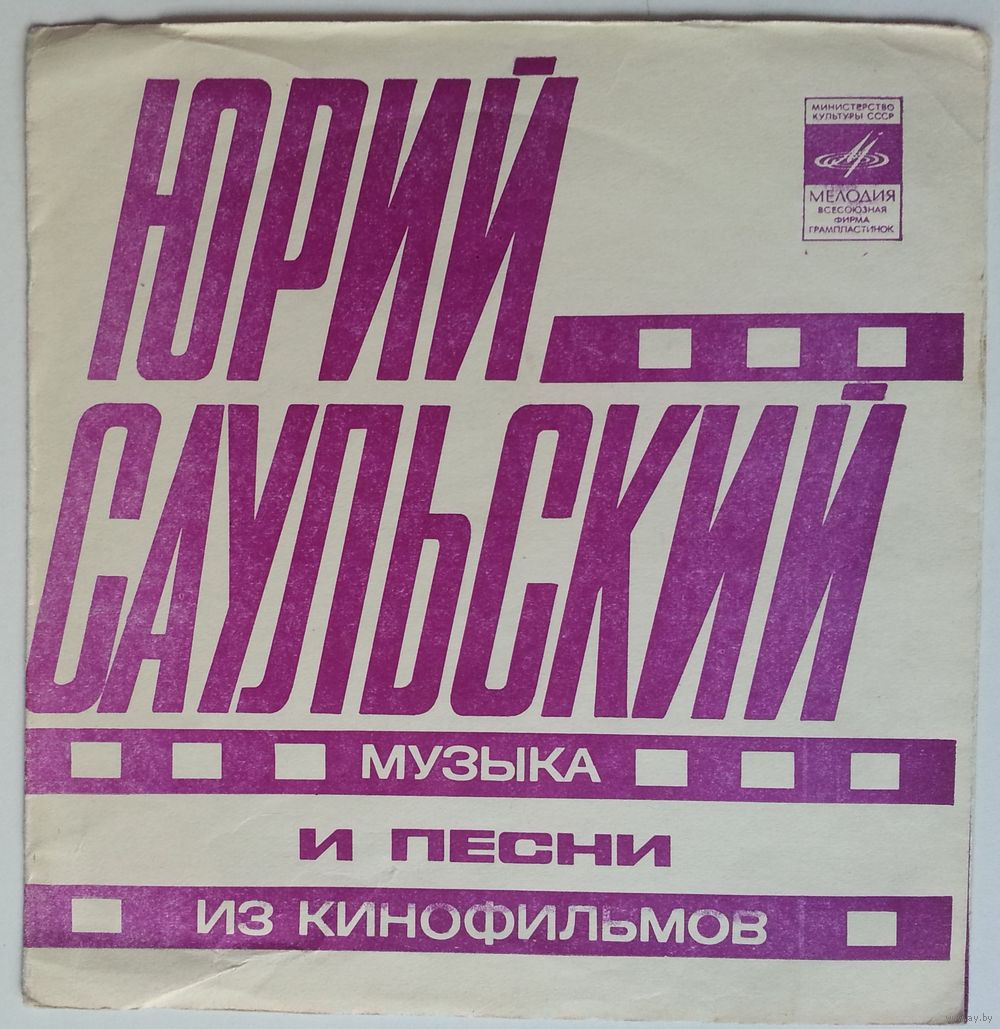 ЮРИЙ
САУЛЬСКИЙ
МИНИСТЕРСТВО
КУЛЬТУРЫ СССР
МЕЛОДИЯ
ВСЕСОЮЗНАЯ
ФИРМА
ГРАМПЛАСТИНОК
МУЗЫКА
И ПЕСНИ
ИЗ КИНОФИЛЬМОВ